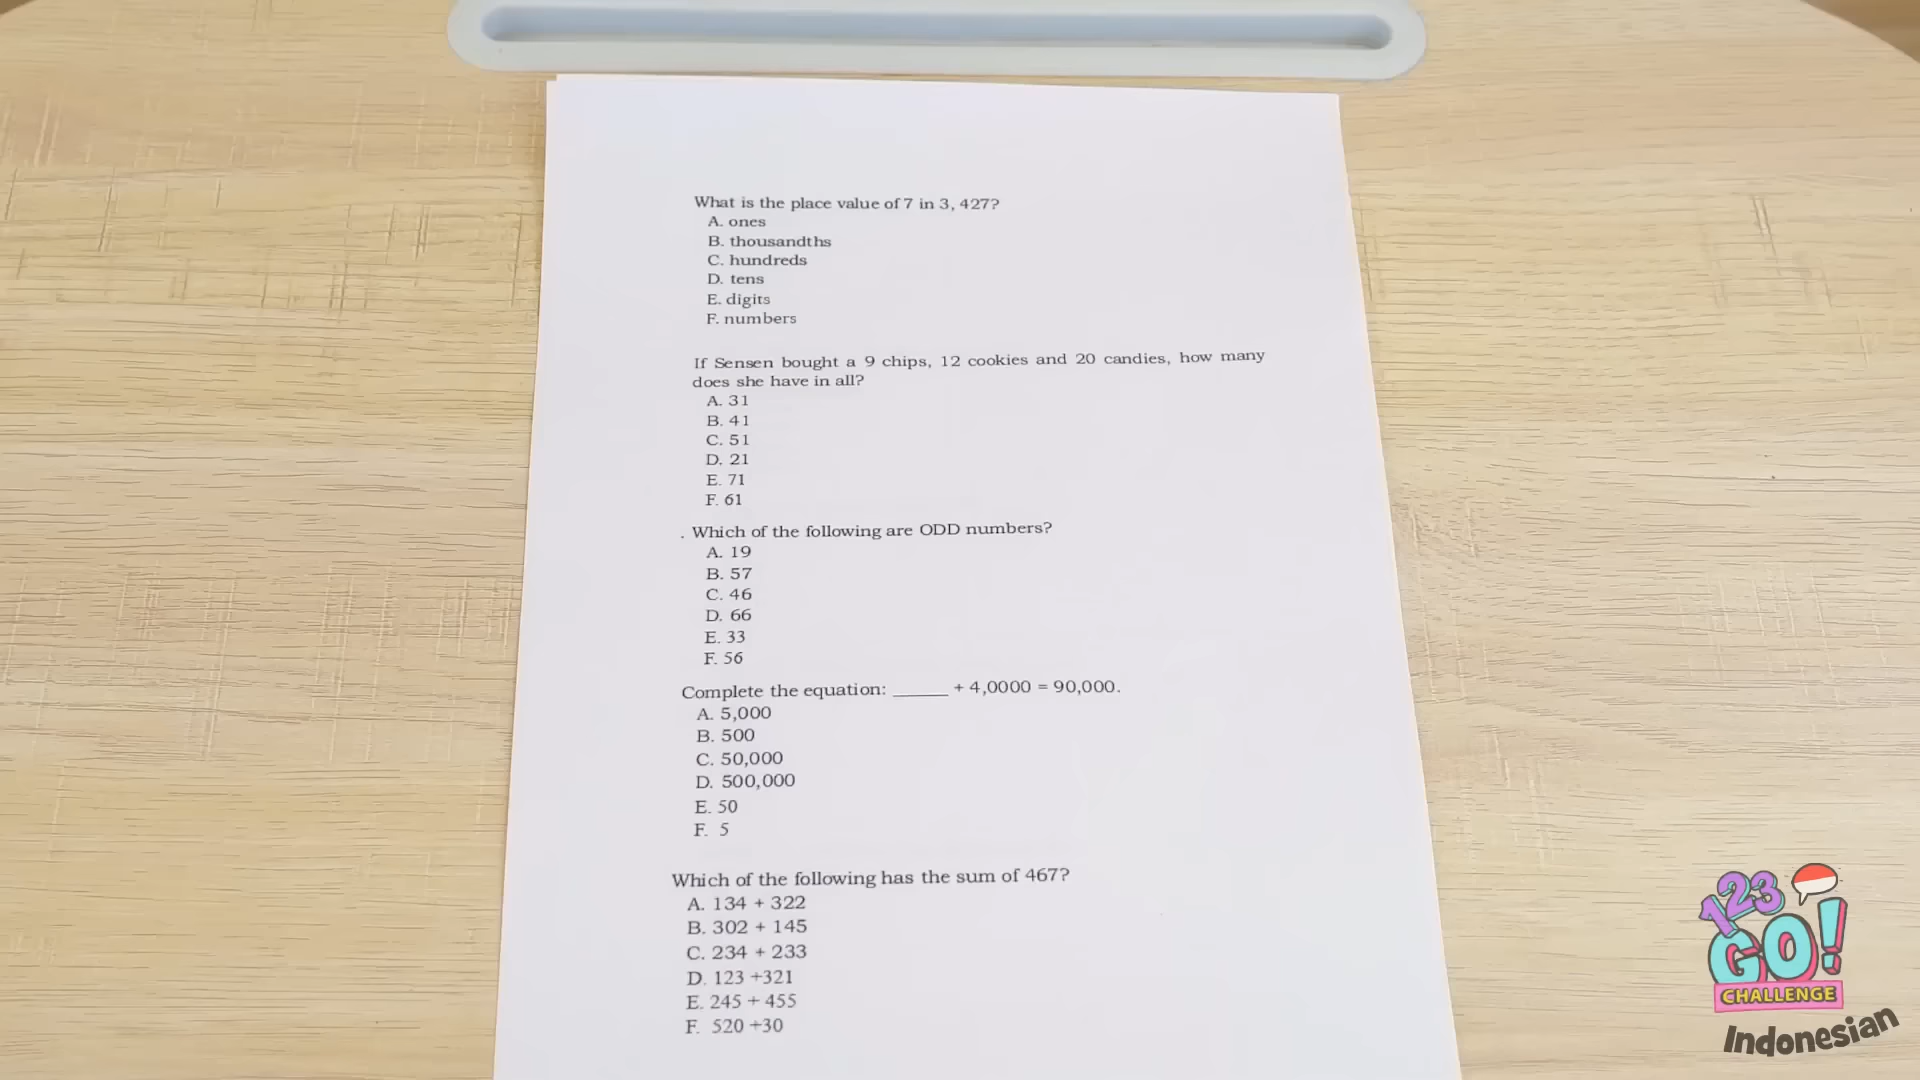 What is the place value of 7 in 3, 427?
A. ones
B. thousandths
C. hundreds
D. tens
E. digits
F. numbers
If Sensen bought a 9 chips, 12 cookies and 20 candies, how many
does she have in all?
A. 31
B. 41
C. 51
D. 21
E. 71
F. 61
. Which of the following are ODD numbers?
A. 19
B. 57
C. 46
D. 66
E. 33
F. 56
Complete the equation: ______ + 4,0000 = 90,000.
A. 5,000
B. 500
C. 50,000
D. 500,000
E. 50
F. 5
Which of the following has the sum of 467?
A. 134 + 322
B. 302 + 145
C. 234 + 233
D. 123 +321
E. 245 + 455
F. 520 +30
123
GO!
CHALLENGE
Indonesian